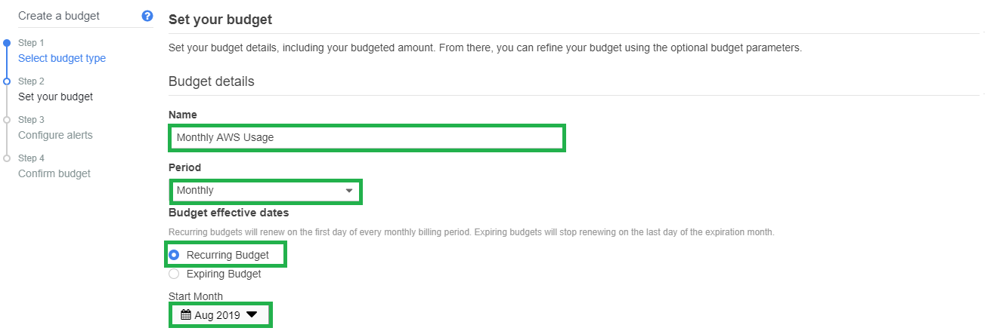 Create a budget
Step 1
Select budget type
Step 2
Set your budget
Step 3
Configure alerts
Step 4
Confirm budget
Set your budget
Set your budget details, including your budgeted amount. From there, you can refine your budget using the optional budget parameters.
Budget details
Name
Monthly AWS Usage
Period
Monthly
Budget effective dates
Recurring budgets will renew on the first day of every monthly billing period. Expiring budgets will stop renewing on the last day of the expiration month.
Recurring Budget
Expiring Budget
Start Month
Aug 2019